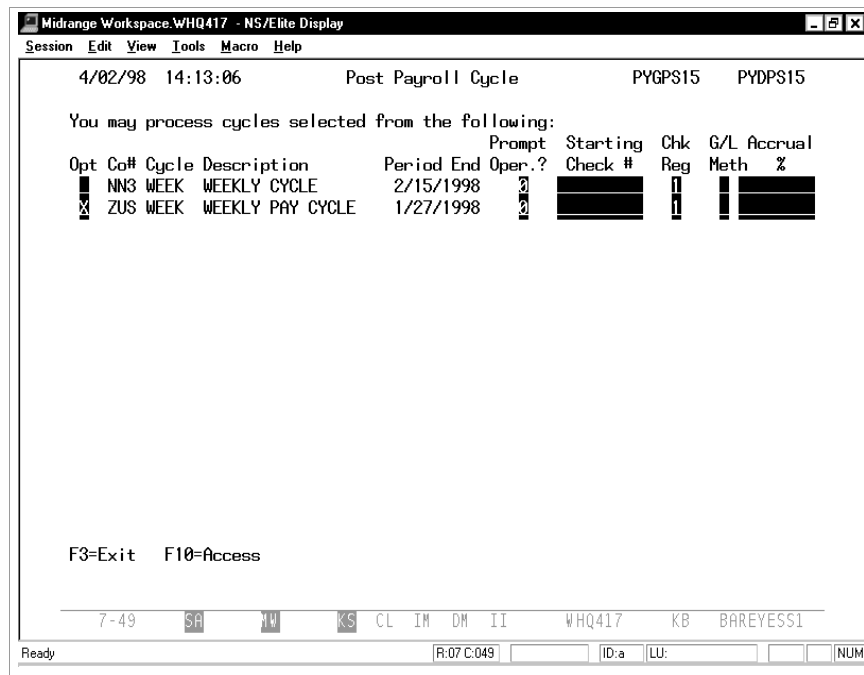 Midrange Workspace.WHQ417 - NS/Elite Display
Session Edit View Tools Macro Help
4/02/98 14:13:06 Post Payroll Cycle PYGPS15 PYDPS15
You may process cycles selected from the following:
Prompt Starting Chk G/L Accrual
Opt Co# Cycle Description Period End Oper.? Check # Reg Meth %
NN3 WEEK WEEKLY CYCLE 2/15/1998 0 1
X ZUS WEEK WEEKLY PAY CYCLE 1/27/1998 0 1
F3=Exit F10=Access
7-49 SA MW KS CL IM DM II WHQ417 KB BAREYESS1
Ready R:07 C:049 ID:a LU: NUM